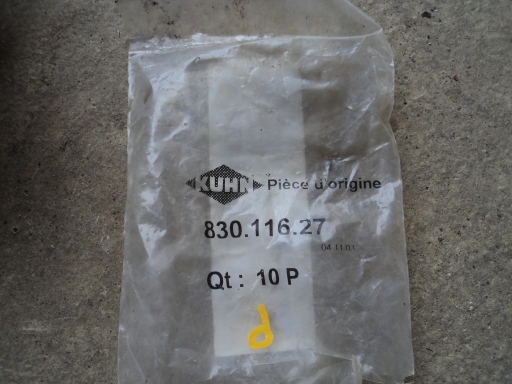 KUHN Pièce d'origine
830.116.27
04 11 01
Qt : 10 P
d